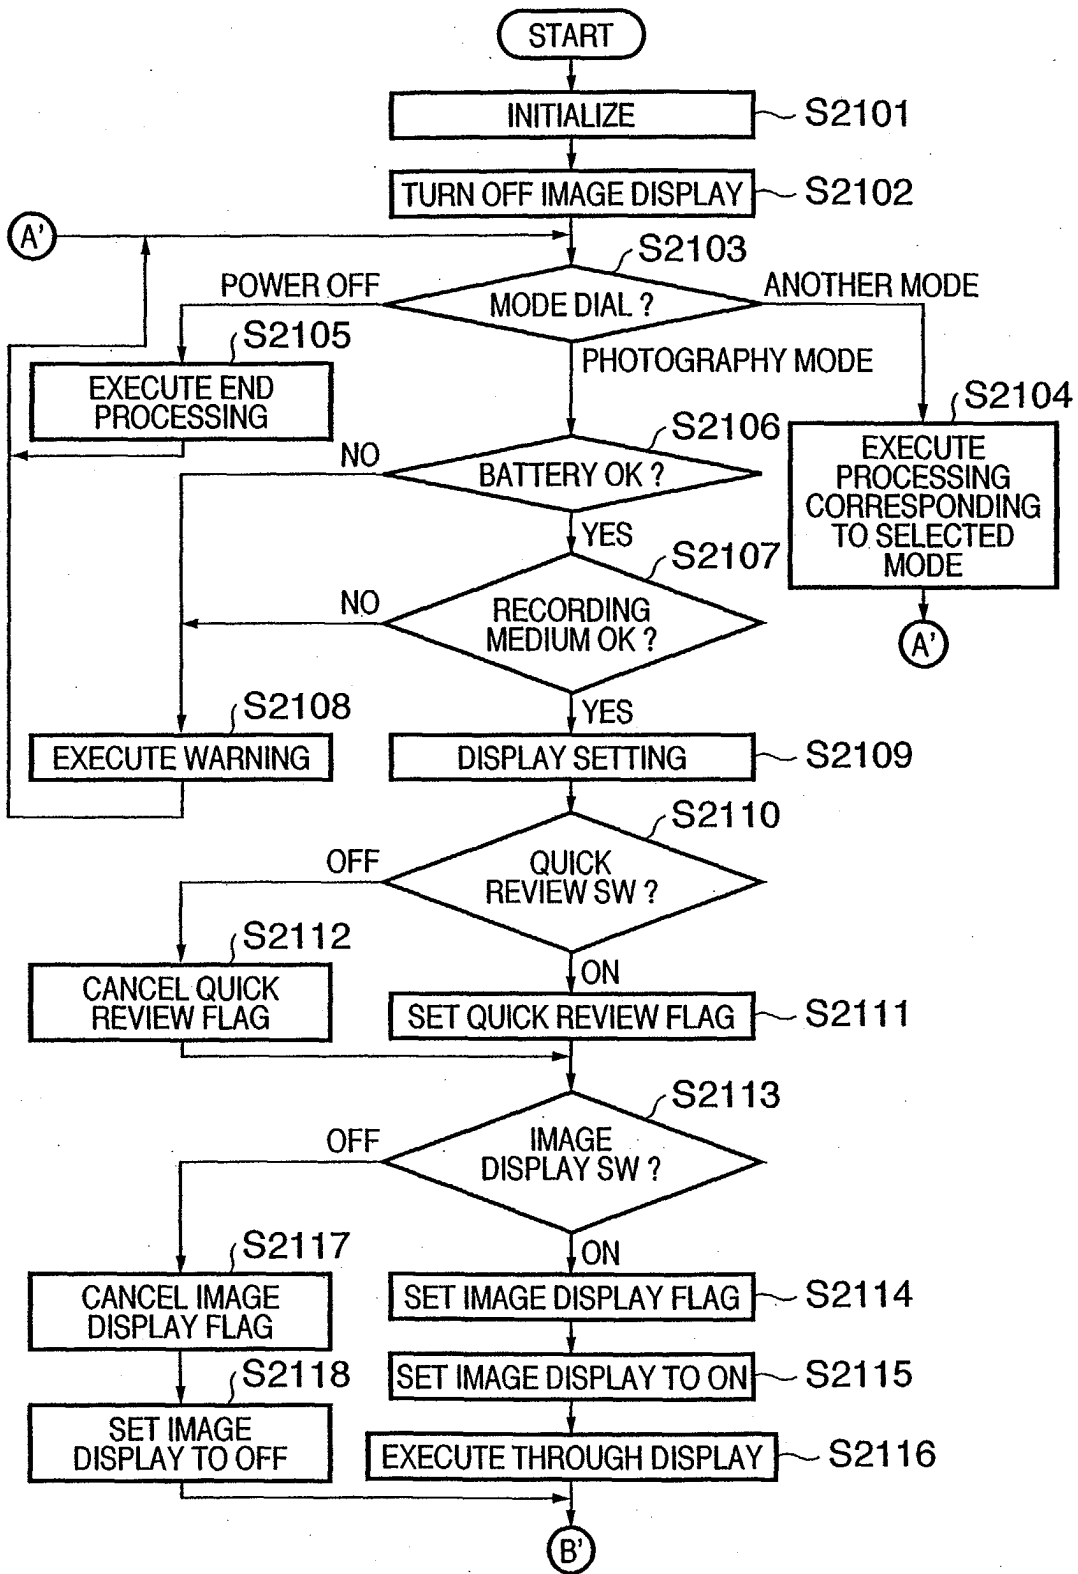 START
INITIALIZE
S2101
TURN OFF IMAGE DISPLAY
S2102
A'
S2103
POWER OFF
MODE DIAL ?
ANOTHER MODE
S2105
PHOTOGRAPHY MODE
EXECUTE END
PROCESSING
S2104
EXECUTE
PROCESSING
CORRESPONDING
TO SELECTED
MODE
A'
S2106
NO
BATTERY OK ?
YES
S2107
NO
RECORDING
MEDIUM OK ?
YES
S2108
EXECUTE WARNING
DISPLAY SETTING
S2109
S2110
OFF
QUICK
REVIEW SW ?
ON
S2112
CANCEL QUICK
REVIEW FLAG
SET QUICK REVIEW FLAG
S2111
S2113
OFF
IMAGE
DISPLAY SW ?
ON
S2117
CANCEL IMAGE
DISPLAY FLAG
SET IMAGE DISPLAY FLAG
S2114
S2118
SET IMAGE
DISPLAY TO OFF
SET IMAGE DISPLAY TO ON
S2115
EXECUTE THROUGH DISPLAY
S2116
B'